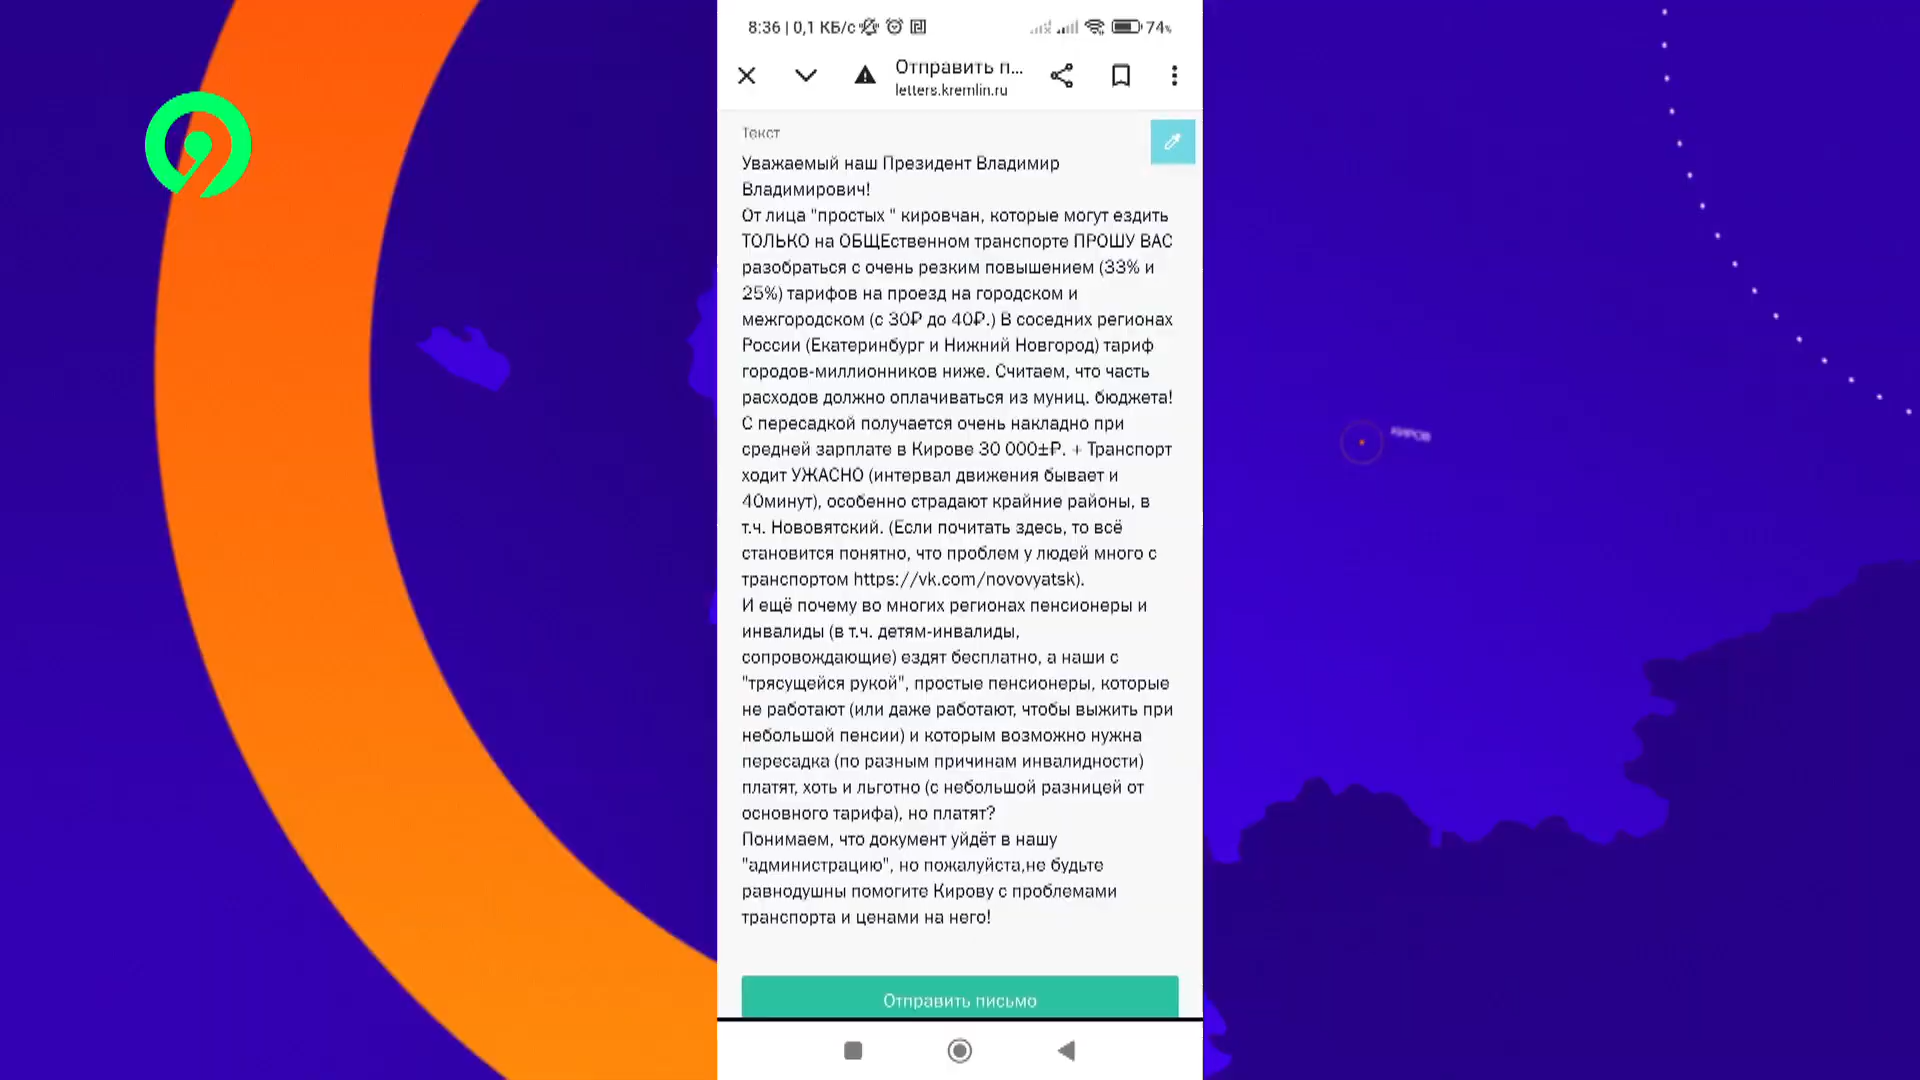 8:36 | 0,1 КБ/с
74%
Отправить п...
letters.kremlin.ru
Текст
Уважаемый наш Президент Владимир
Владимирович!
От лица "простых " кировчан, которые могут ездить
ТОЛЬКО на ОБЩЕственном транспорте ПРОШУ ВАС
разобраться с очень резким повышением (33% и
25%) тарифов на проезд на городском и
межгородском (с 30₽ до 40₽.) В соседних регионах
России (Екатеринбург и Нижний Новгород) тариф
городов-миллионников ниже. Считаем, что часть
расходов должно оплачиваться из муниц. бюджета!
С пересадкой получается очень накладно при
средней зарплате в Кирове 30 000±₽. + Транспорт
ходит УЖАСНО (интервал движения бывает и
40минут), особенно страдают крайние районы, в
т.ч. Нововятский. (Если почитать здесь, то всё
становится понятно, что проблем у людей много с
транспортом https://vk.com/novovyatsk).
И ещё почему во многих регионах пенсионеры и
инвалиды (в т.ч. детям-инвалиды,
сопровождающие) ездят бесплатно, а наши с
"трясущейся рукой", простые пенсионеры, которые
не работают (или даже работают, чтобы выжить при
небольшой пенсии) и которым возможно нужна
пересадка (по разным причинам инвалидности)
платят, хоть и льготно (с небольшой разницей от
основного тарифа), но платят?
Понимаем, что документ уйдёт в нашу
"администрацию", но пожалуйста,не будьте
равнодушны помогите Кирову с проблемами
транспорта и ценами на него!
Отправить письмо
КИРОВ